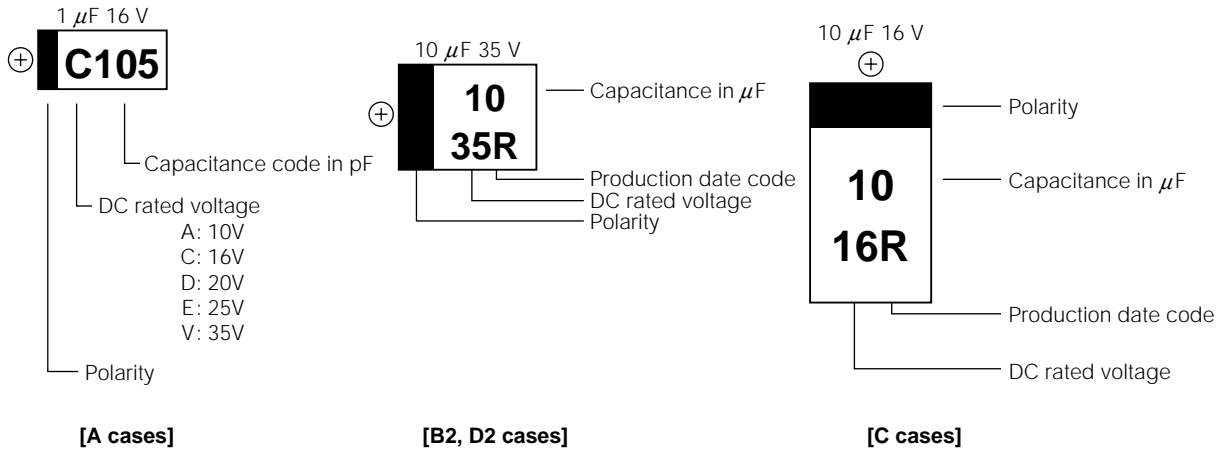 1 μF 16 V
+
C105
Capacitance code in pF
DC rated voltage
A: 10V
C: 16V
D: 20V
E: 25V
V: 35V
Polarity
[A cases]
10 μF 35 V
+
10
35R
Capacitance in μF
Production date code
DC rated voltage
Polarity
[B2, D2 cases]
10 μF 16 V
+
10
16R
Polarity
Capacitance in μF
Production date code
DC rated voltage
[C cases]